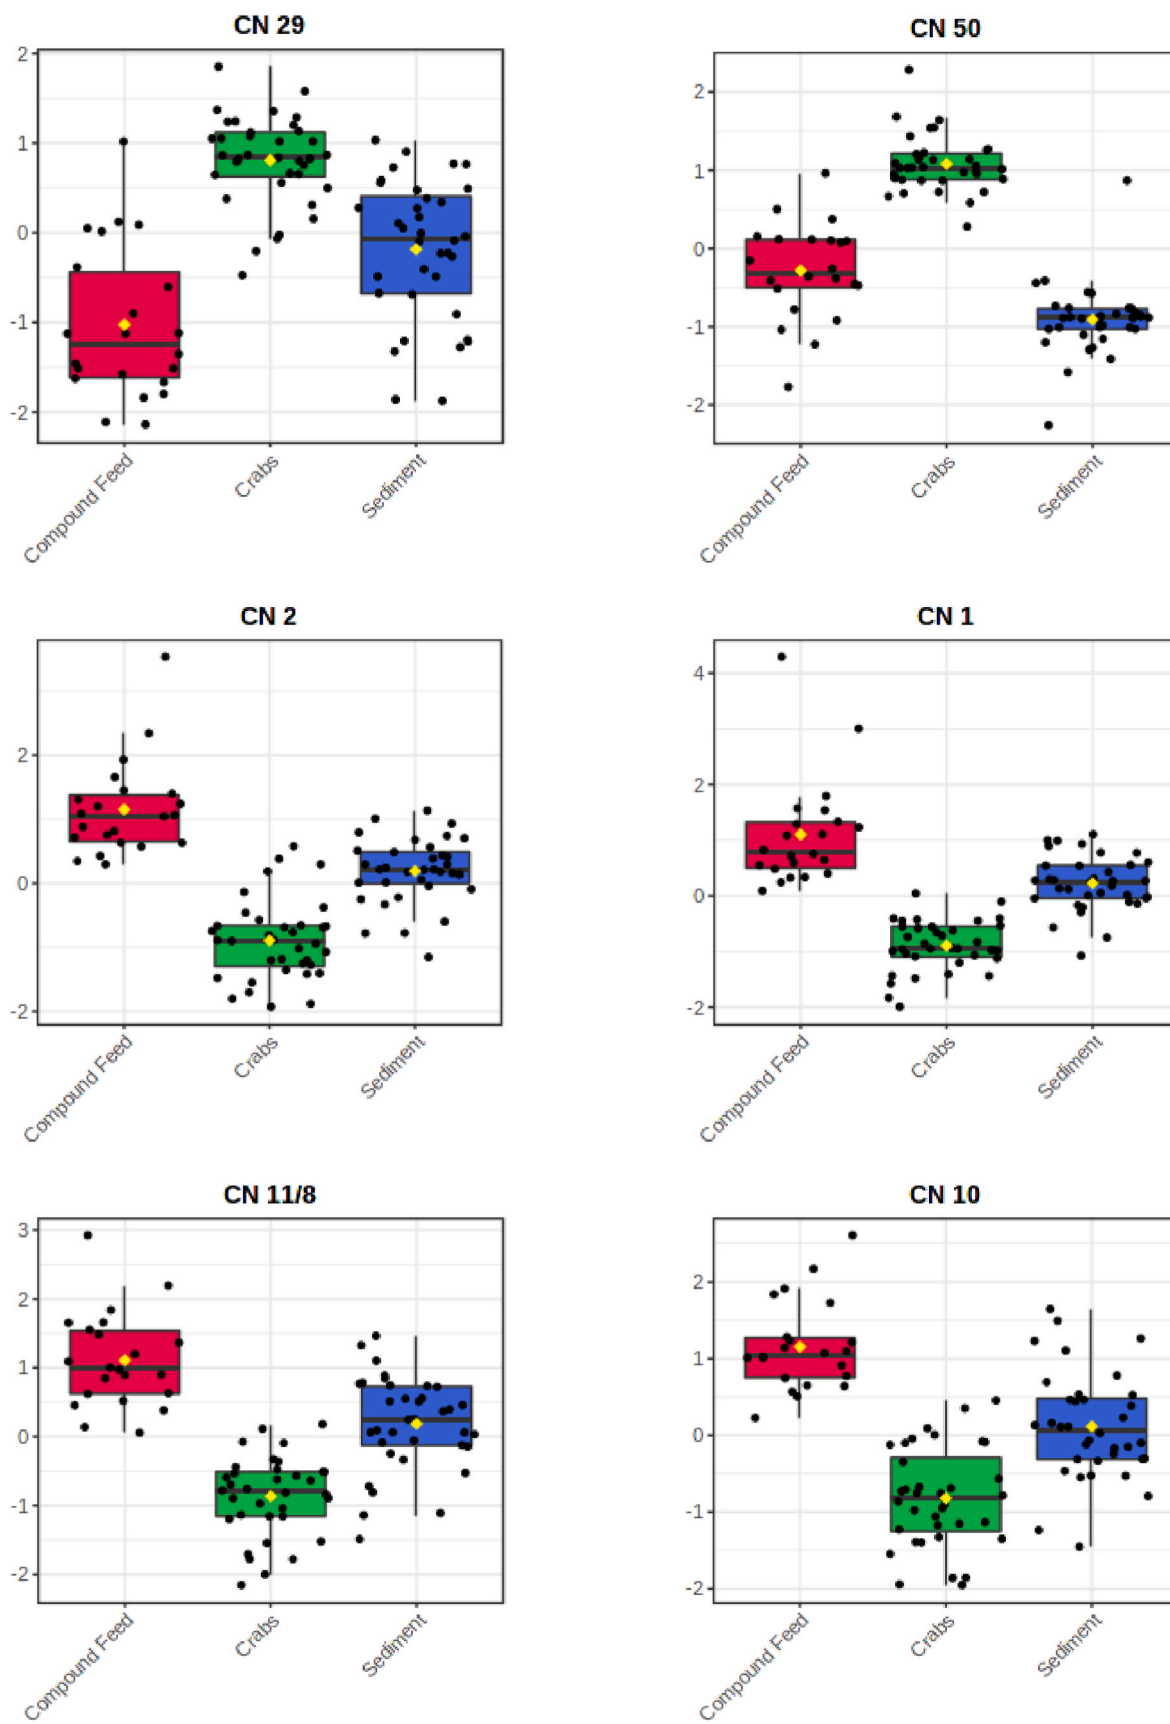 CN 29
CN 50
2
1
0
-1
-2
Compound Feed
Crabs
Sediment
2
1
0
-1
-2
Compound Feed
Crabs
Sediment
CN 2
CN 1
2
0
-2
Compound Feed
Crabs
Sediment
4
2
0
-2
Compound Feed
Crabs
Sediment
CN 11/8
CN 10
3
2
1
0
-1
-2
Compound Feed
Crabs
Sediment
2
1
0
-1
-2
Compound Feed
Crabs
Sediment